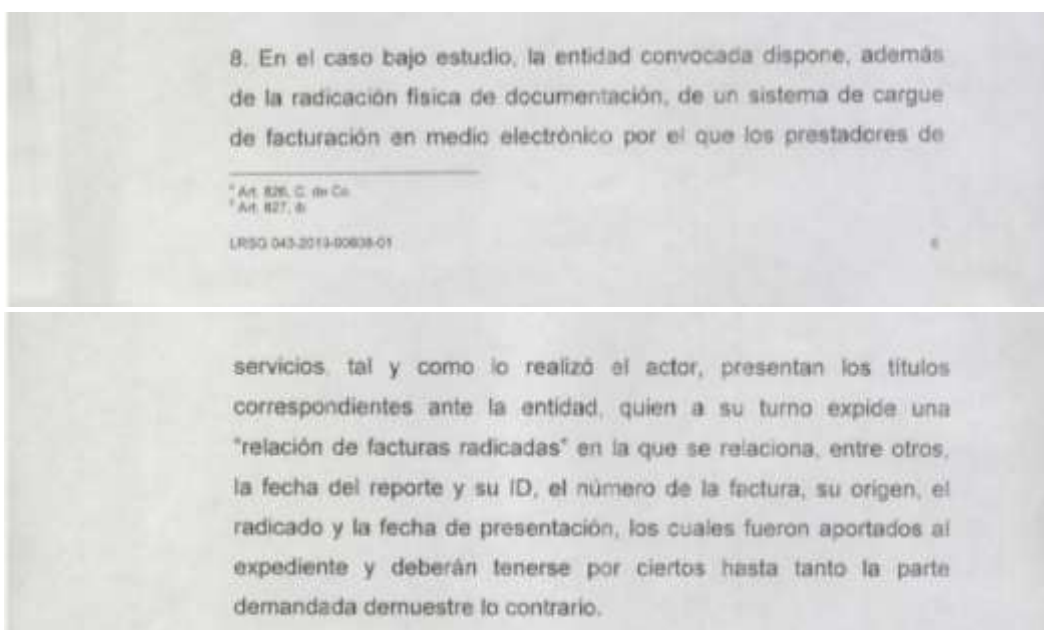 8. En el caso bajo estudio, la entidad convocada dispone, además
de la radicación física de documentación, de un sistema de cargue
de facturación en medio electrónico por el que los prestadores de
Art. 826, C. de Co.
Art. 827, ib
LRSG 043-2013-00638-01
6
servicios, tal y como lo realizó el actor, presentan los títulos
correspondientes ante la entidad, quien a su turno expide una
"relación de facturas radicadas" en la que se relaciona, entre otros,
la fecha del reporte y su ID, el número de la factura, su origen, el
radicado y la fecha de presentación, los cuales fueron aportados al
expediente y deberán tenerse por ciertos hasta tanto la parte
demandada demuestre lo contrario.